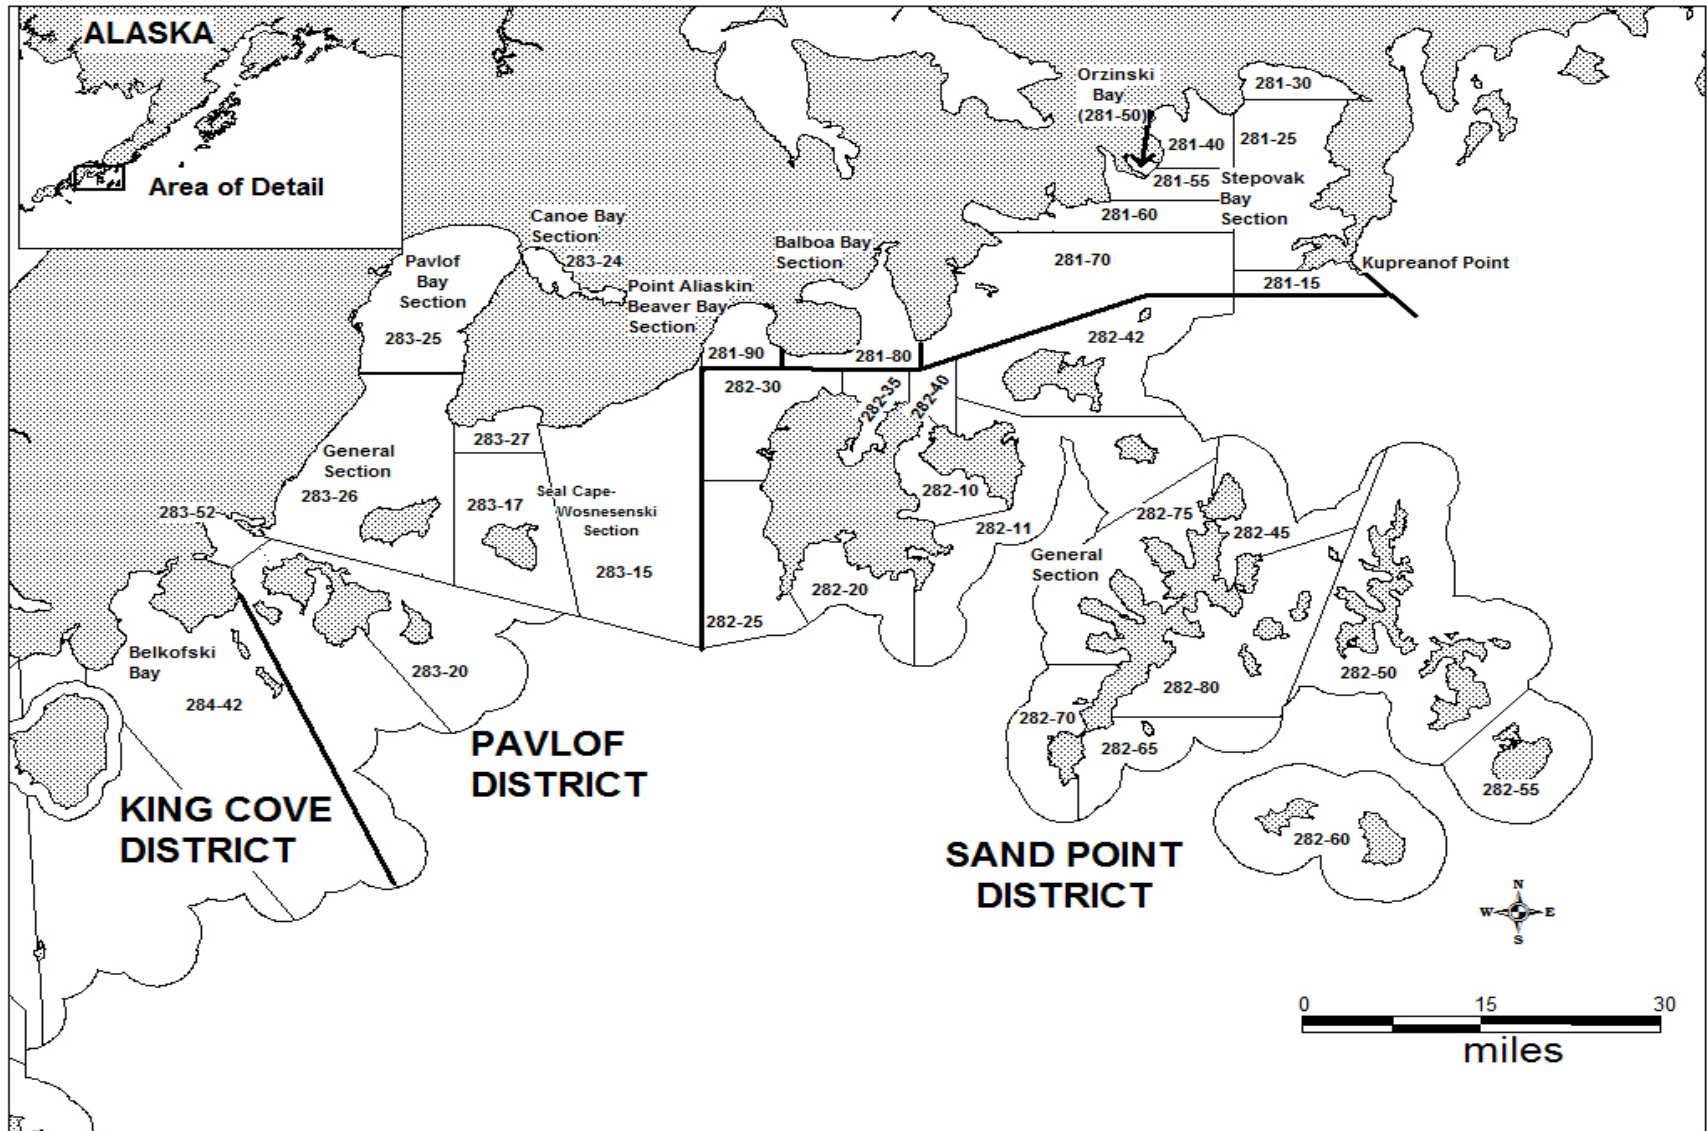 ALASKA
Area of Detail
Orzinski
Bay
(281-50)
281-30
281-40
281-25
281-55
Stepovak
Bay
Section
281-60
281-70
Kupreanof Point
281-15
Canoe Bay
Section
283-24
Balboa Bay
Section
Pavlof
Bay
Section
283-25
Point Aliaskin
Beaver Bay
Section
281-90
281-80
282-42
282-30
282-35
282-40
283-27
General
Section
283-26
283-52
283-17
Seal Cape-
Wosnesenski
Section
283-15
282-10
282-11
282-75
282-45
General
Section
282-20
282-25
Belkofski
Bay
284-42
283-20
282-80
282-50
282-70
282-65
282-55
282-60
PAVLOF
DISTRICT
KING COVE
DISTRICT
SAND POINT
DISTRICT
N
W E
S
0 15 30
miles